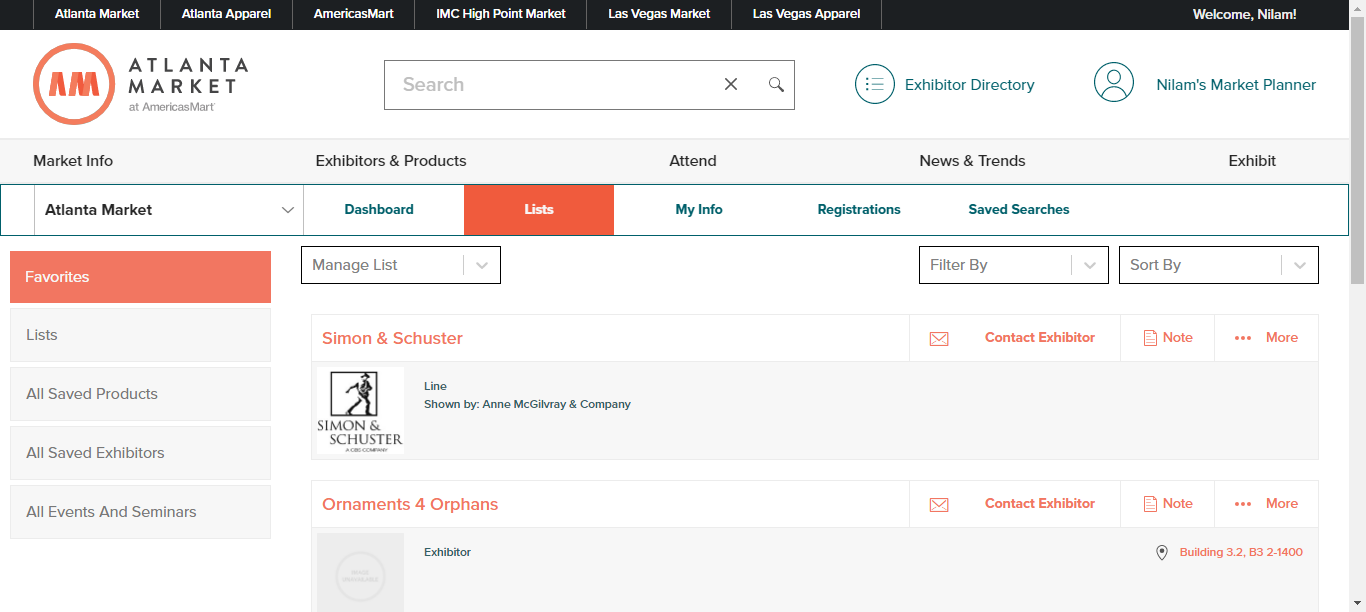 Atlanta Market
Atlanta Apparel
AmericasMart
IMC High Point Market
Las Vegas Market
Las Vegas Apparel
Welcome, Nilam!
AM
ATLANTA
MARKET
at AmericasMart
Search
Exhibitor Directory
Nilam's Market Planner
Market Info
Exhibitors & Products
Attend
News & Trends
Exhibit
Atlanta Market
Dashboard
Lists
My Info
Registrations
Saved Searches
Favorites
Lists
All Saved Products
All Saved Exhibitors
All Events And Seminars
Manage List
Filter By
Sort By
Simon & Schuster
Contact Exhibitor
Note
More
SIMON &
SCHUSTER
A CBS COMPANY
Line
Shown by: Anne McGilvray & Company
Ornaments 4 Orphans
Contact Exhibitor
Note
More
IMAGE
UNAVAILABLE
Exhibitor
Building 3.2, B3 2-1400